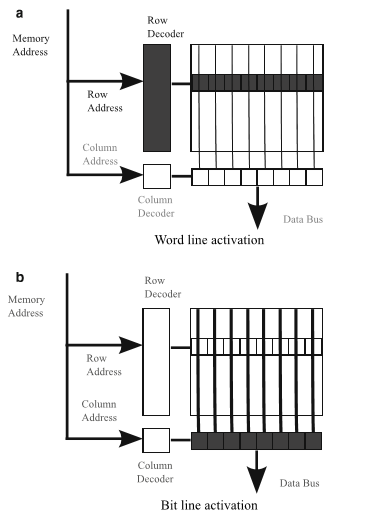 a
Row
Decoder
Memory
Address
Row
Address
Column
Address
Column
Decoder
Data Bus
Word line activation
b
Row
Decoder
Memory
Address
Row
Address
Column
Address
Column
Decoder
Data Bus
Bit line activation